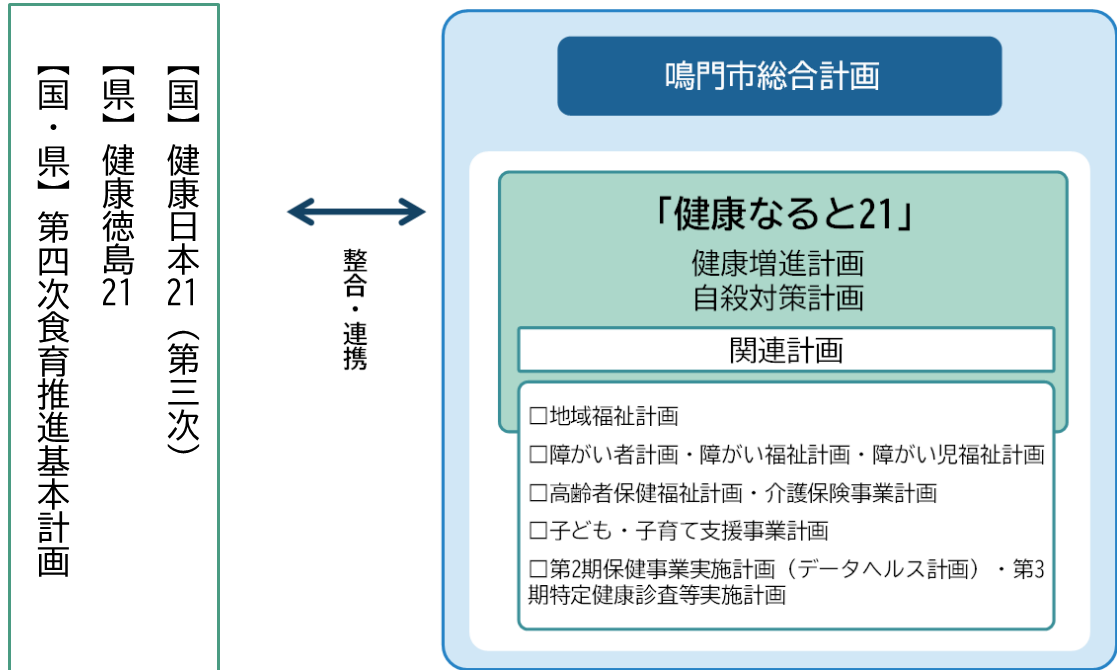 【国】健康日本21（第三次）
【県】健康徳島21
【国・県】第四次食育推進基本計画
整合・連携
鳴門市総合計画
「健康なると21」
健康増進計画
自殺対策計画
関連計画
□地域福祉計画
□障がい者計画・障がい福祉計画・障がい児福祉計画
□高齢者保健福祉計画・介護保険事業計画
□子ども・子育て支援事業計画
□第2期保健事業実施計画（データヘルス計画）・第3
期特定健康診査等実施計画